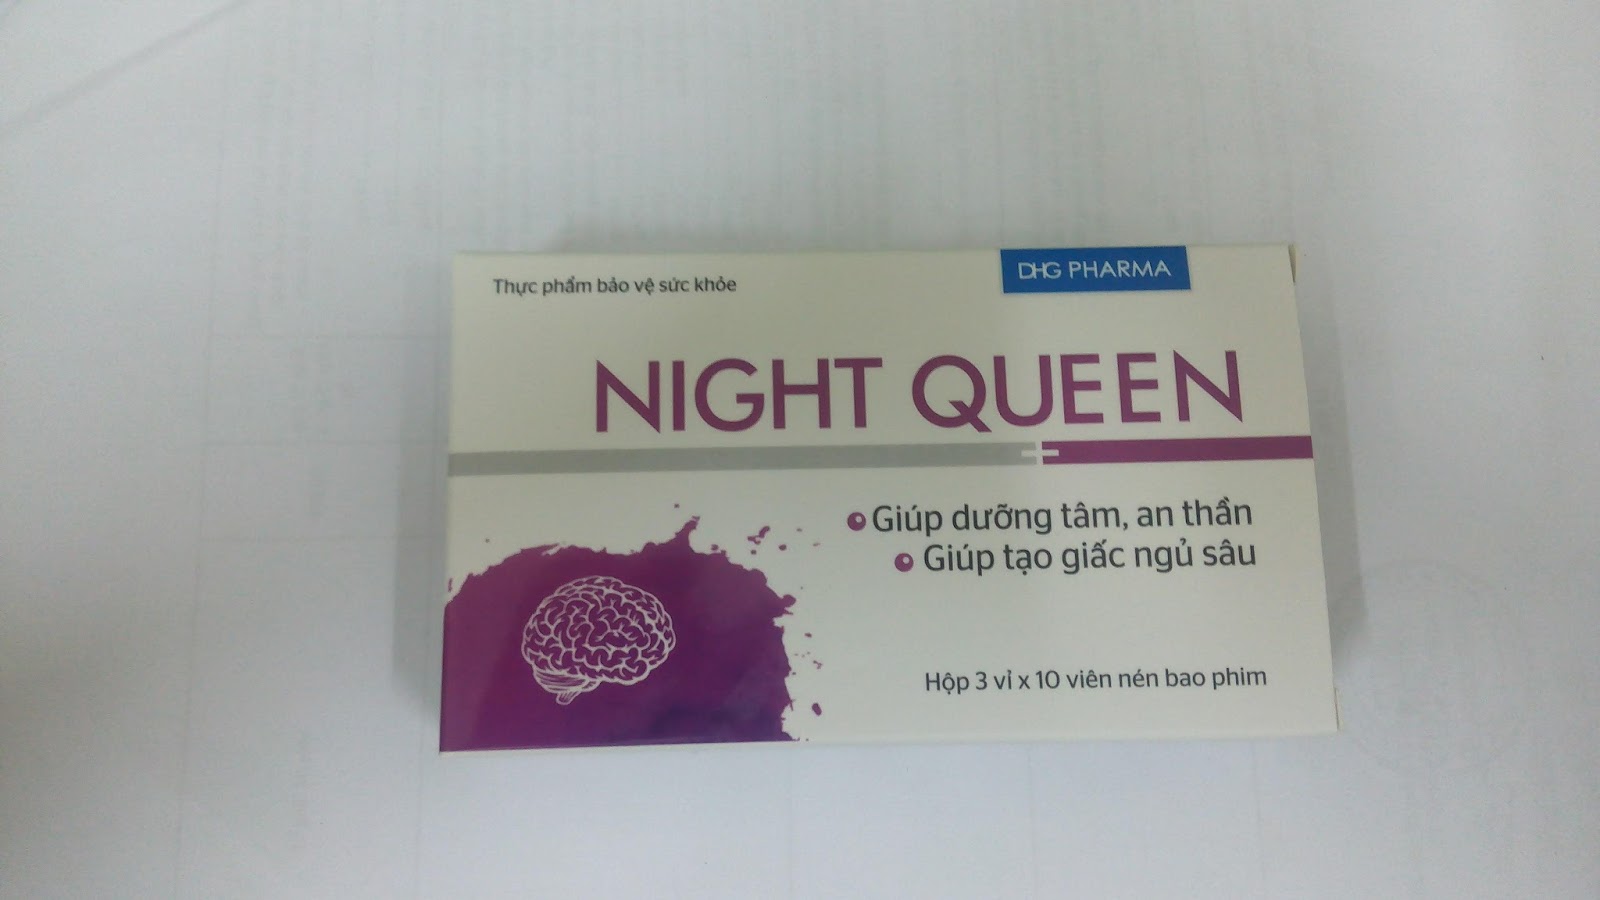 Thực phẩm bảo vệ sức khỏe
DHG PHARMA
NIGHT QUEEN
Giúp dưỡng tâm, an thần
Giúp tạo giấc ngủ sâu
Hộp 3 vỉ x 10 viên nén bao phim